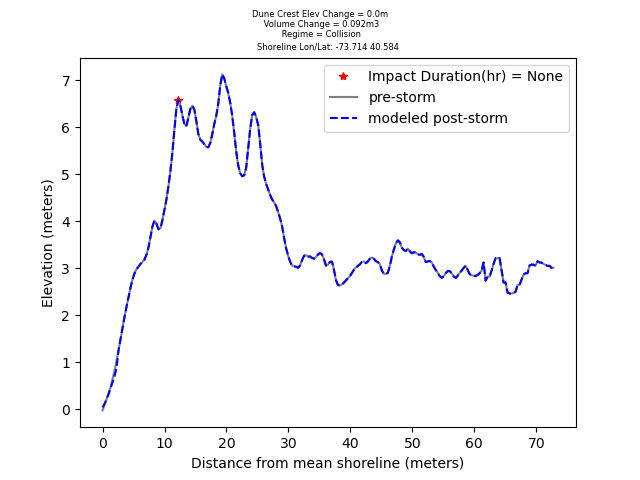 Dune Crest Elev Change = 0.0m
Volume Change = 0.092m3
Regime = Collision
Shoreline Lon/Lat: -73.714 40.584
Impact Duration(hr) = None
pre-storm
modeled post-storm
Elevation (meters)
7
6
5
4
3
2
1
0
0 10 20 30 40 50 60 70
Distance from mean shoreline (meters)